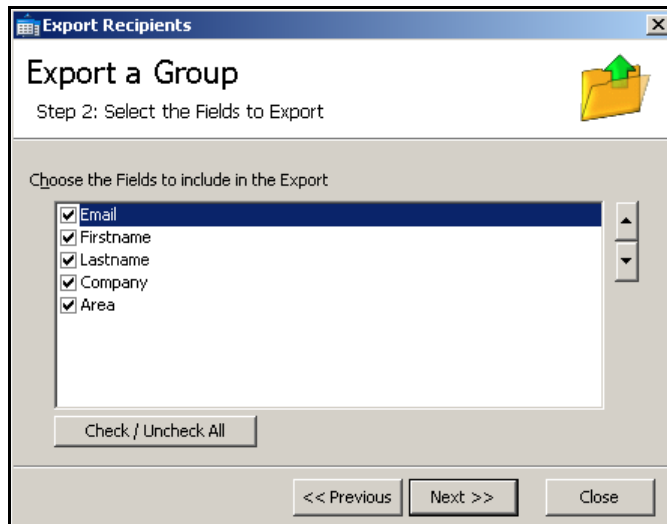 Export Recipients
Export a Group
Step 2: Select the Fields to Export
Choose the Fields to include in the Export
Email
Firstname
Lastname
Company
Area
Check / Uncheck All
<< Previous
Next >>
Close